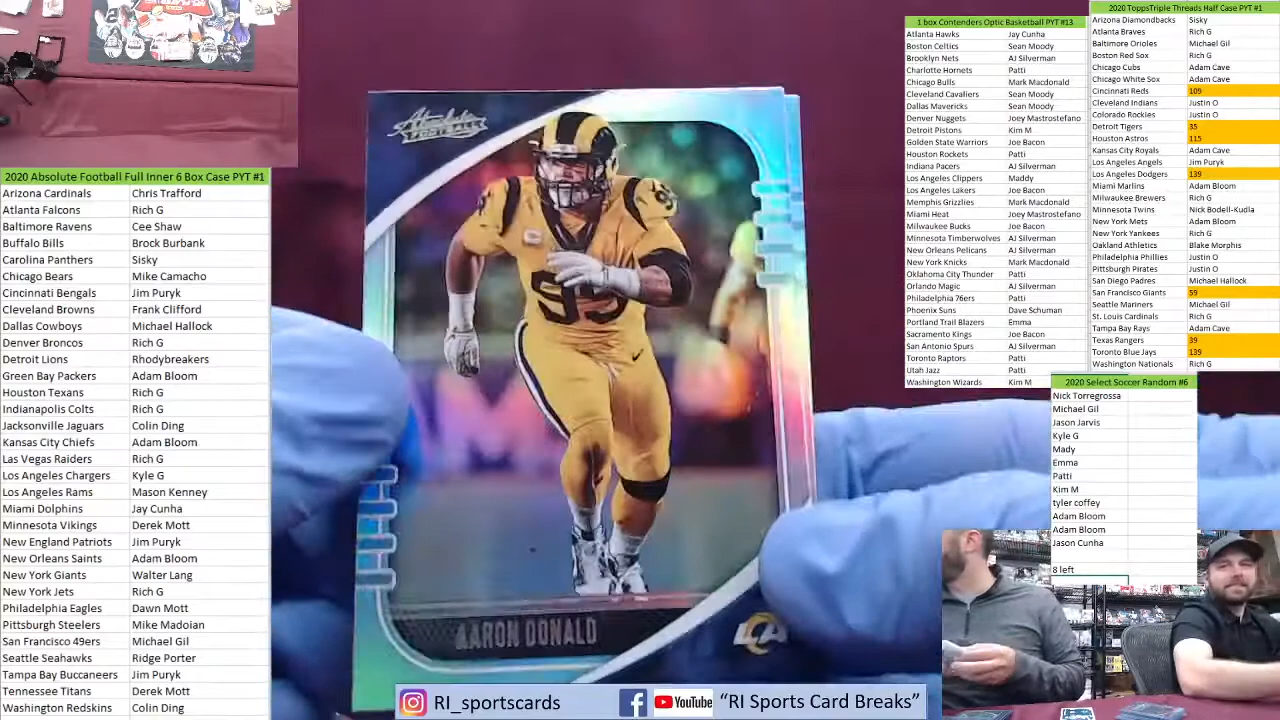 2020 Absolute Football Full Inner 6 Box Case PYT #1
Arizona Cardinals Chris Trafford
Atlanta Falcons Rich G
Baltimore Ravens Cee Shaw
Buffalo Bills Brock Burbank
Carolina Panthers Sisky
Chicago Bears Mike Camacho
Cincinnati Bengals Jim Puryk
Cleveland Browns Frank Clifford
Dallas Cowboys Michael Hallock
Denver Broncos Rich G
Detroit Lions Rhodybreakers
Green Bay Packers Adam Bloom
Houston Texans Rich G
Indianapolis Colts Rich G
Jacksonville Jaguars Colin Ding
Kansas City Chiefs Adam Bloom
Las Vegas Raiders Rich G
Los Angeles Chargers Kyle G
Los Angeles Rams Mason Kenney
Miami Dolphins Jay Cunha
Minnesota Vikings Derek Mott
New England Patriots Jim Puryk
New Orleans Saints Adam Bloom
New York Giants Walter Lang
New York Jets Rich G
Philadelphia Eagles Dawn Mott
Pittsburgh Steelers Mike Madoian
San Francisco 49ers Michael Gil
Seattle Seahawks Ridge Porter
Tampa Bay Buccaneers Jim Puryk
Tennessee Titans Derek Mott
Washington Redskins Colin Ding
Absolute
FOOTBALL
99
AARON DONALD
LA
RI_sportscards
YouTube
"RI Sports Card Breaks"
1 box Contenders Optic Basketball PYT #13
Atlanta Hawks Jay Cunha
Boston Celtics Sean Moody
Brooklyn Nets AJ Silverman
Charlotte Hornets Patti
Chicago Bulls Mark Macdonald
Cleveland Cavaliers Sean Moody
Dallas Mavericks Sean Moody
Denver Nuggets Joey Mastrostefano
Detroit Pistons Kim M
Golden State Warriors Joe Bacon
Houston Rockets Patti
Indiana Pacers AJ Silverman
Los Angeles Clippers Maddy
Los Angeles Lakers Joe Bacon
Memphis Grizzlies Mark Macdonald
Miami Heat Joey Mastrostefano
Milwaukee Bucks Joe Bacon
Minnesota Timberwolves AJ Silverman
New Orleans Pelicans AJ Silverman
New York Knicks Mark Macdonald
Oklahoma City Thunder Patti
Orlando Magic AJ Silverman
Philadelphia 76ers Patti
Phoenix Suns Dave Schuman
Portland Trail Blazers Emma
Sacramento Kings Joe Bacon
San Antonio Spurs AJ Silverman
Toronto Raptors Patti
Utah Jazz Patti
Washington Wizards Kim M
2020 ToppsTriple Threads Half Case PYT #1
Arizona Diamondbacks Sisky
Atlanta Braves Rich G
Baltimore Orioles Michael Gil
Boston Red Sox Rich G
Chicago Cubs Adam Cave
Chicago White Sox Adam Cave
Cincinnati Reds 109
Cleveland Indians Justin O
Colorado Rockies Justin O
Detroit Tigers 35
Houston Astros 115
Kansas City Royals Adam Cave
Los Angeles Angels Jim Puryk
Los Angeles Dodgers 139
Miami Marlins Adam Bloom
Milwaukee Brewers Rich G
Minnesota Twins Nick Bodell-Kudla
New York Mets Adam Bloom
New York Yankees Rich G
Oakland Athletics Blake Morphis
Philadelphia Phillies Justin O
Pittsburgh Pirates Justin O
San Diego Padres Michael Hallock
San Francisco Giants 59
Seattle Mariners Michael Gil
St. Louis Cardinals Rich G
Tampa Bay Rays Adam Cave
Texas Rangers 39
Toronto Blue Jays 139
Washington Nationals Rich G
2020 Select Soccer Random #6
Nick Torregrossa
Michael Gil
Jason Jarvis
Kyle G
Mady
Emma
Patti
Kim M
tyler coffey
Adam Bloom
Adam Bloom
Jason Cunha
8 left